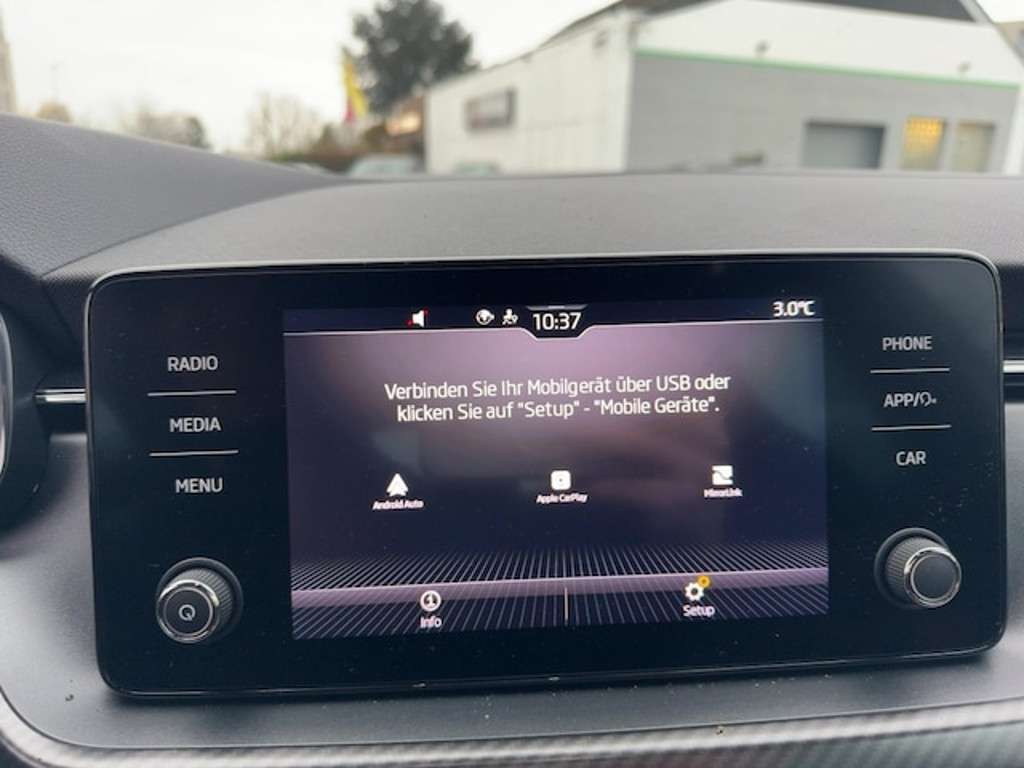 10:37
3.0°C
RADIO
MEDIA
MENU
Verbinden Sie Ihr Mobilgerät über USB oder
klicken Sie auf "Setup" - "Mobile Geräte".
Android Auto
Apple CarPlay
MirrorLink
Info
Setup
PHONE
APP/
CAR